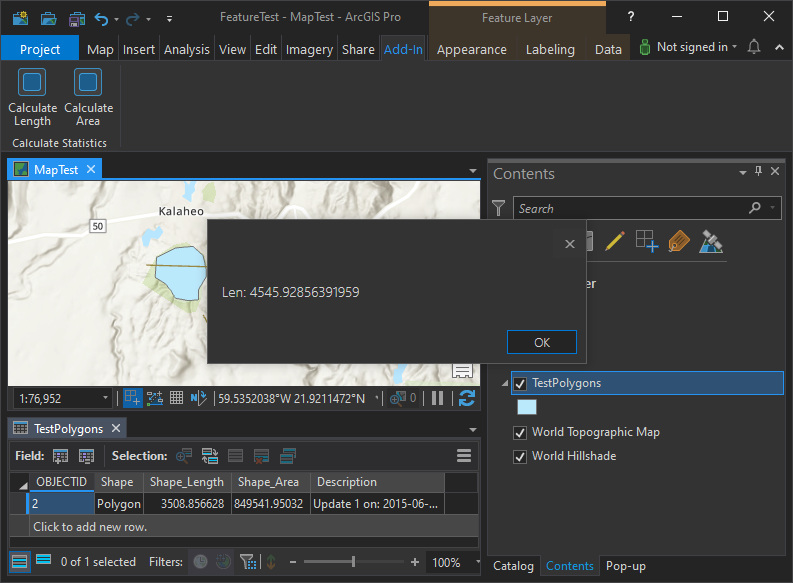 FeatureTest - MapTest - ArcGIS Pro
Feature Layer
?
Project Map Insert Analysis View Edit Imagery Share Add-In Appearance Labeling Data Not signed in
Calculate Length
Calculate Area
Calculate Statistics
MapTest
Kalaheo
50
Len: 4545.92856391959
OK
1:76,952
59.5352038°W 21.9211472°N
0
TestPolygons
Field:
Selection:
OBJECTID Shape Shape_Length Shape_Area Description
2 Polygon 3508.856628 849541.95032 Update 1 on: 2015-06-...
Click to add new row.
0 of 1 selected
Filters:
100%
Contents
Search
er
TestPolygons
World Topographic Map
World Hillshade
Catalog Contents Pop-up